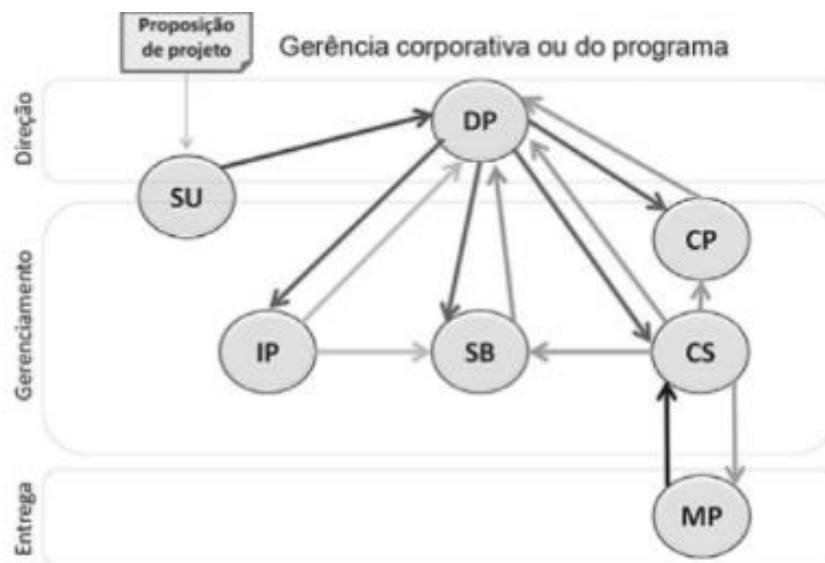 Proposição
de projeto
Gerência corporativa ou do programa
Direção
DP
SU
CP
Gerenciamento
IP
SB
CS
Entrega
MP